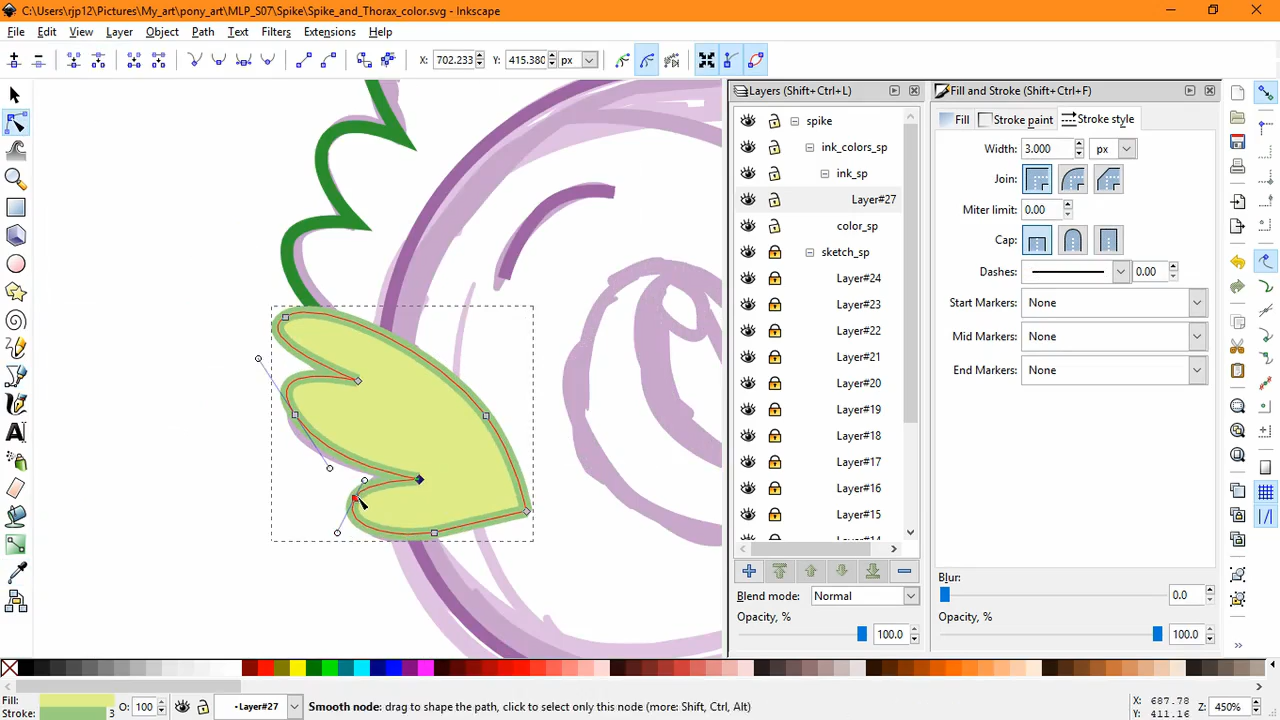 C:\Users\rjp12\Pictures\My_art\pony_art\MLP_S07\Spike\Spike_and_Thorax_color.svg - Inkscape
File Edit View Layer Object Path Text Filters Extensions Help
X: 702.233 Y: 415.380 px
Layers (Shift+Ctrl+L)
spike
ink_colors_sp
ink_sp
Layer#27
color_sp
sketch_sp
Layer#24
Layer#23
Layer#22
Layer#21
Layer#20
Layer#19
Layer#18
Layer#17
Layer#16
Layer#15
Blend mode: Normal
Opacity, %
100.0
Fill and Stroke (Shift+Ctrl+F)
Fill Stroke paint Stroke style
Width: 3.000 px
Join:
Miter limit: 0.00
Cap:
Dashes: 0.00
Start Markers: None
Mid Markers: None
End Markers: None
Blur:
0.0
Opacity, %
100.0
Fill:
Stroke: 3
O: 100
•Layer#27
Smooth node: drag to shape the path, click to select only this node (more: Shift, Ctrl, Alt)
X: 687.78
Y: 411.16
Z: 450%